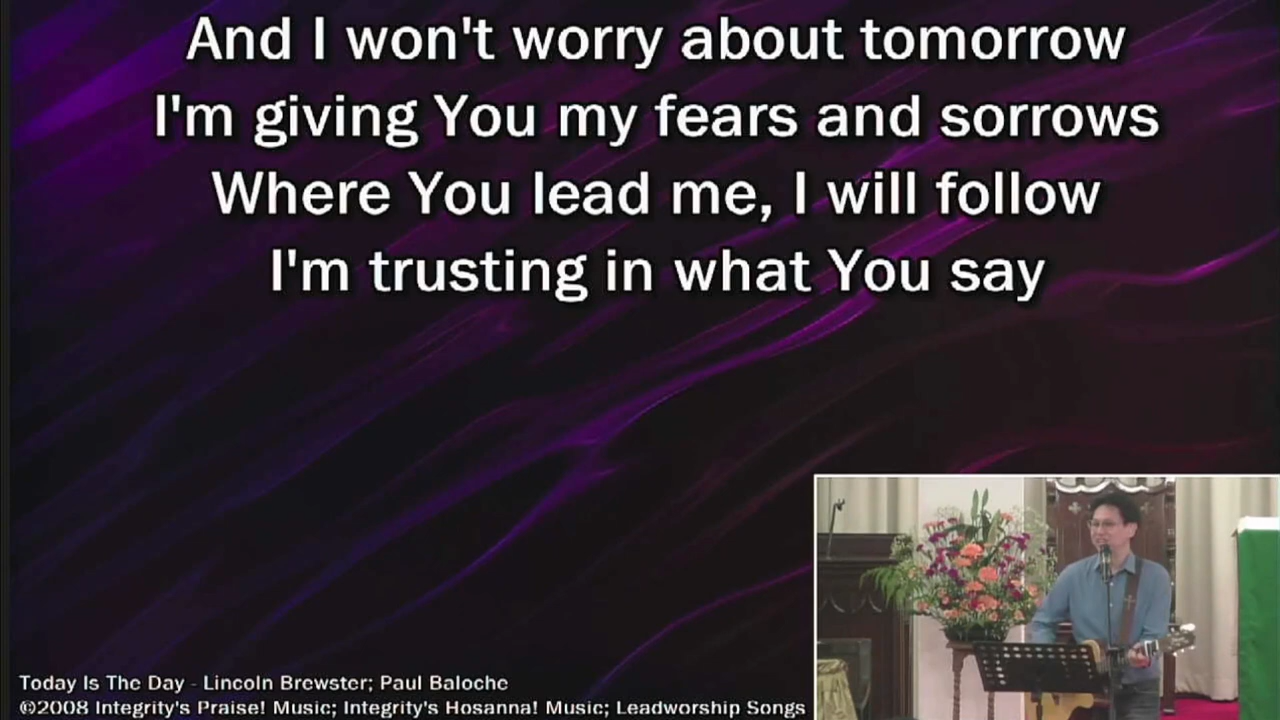 And I won't worry about tomorrow
I'm giving You my fears and sorrows
Where You lead me, I will follow
I'm trusting in what You say
Today Is The Day - Lincoln Brewster; Paul Baloche
©2008 Integrity's Praise! Music; Integrity's Hosanna! Music; Leadworship Songs